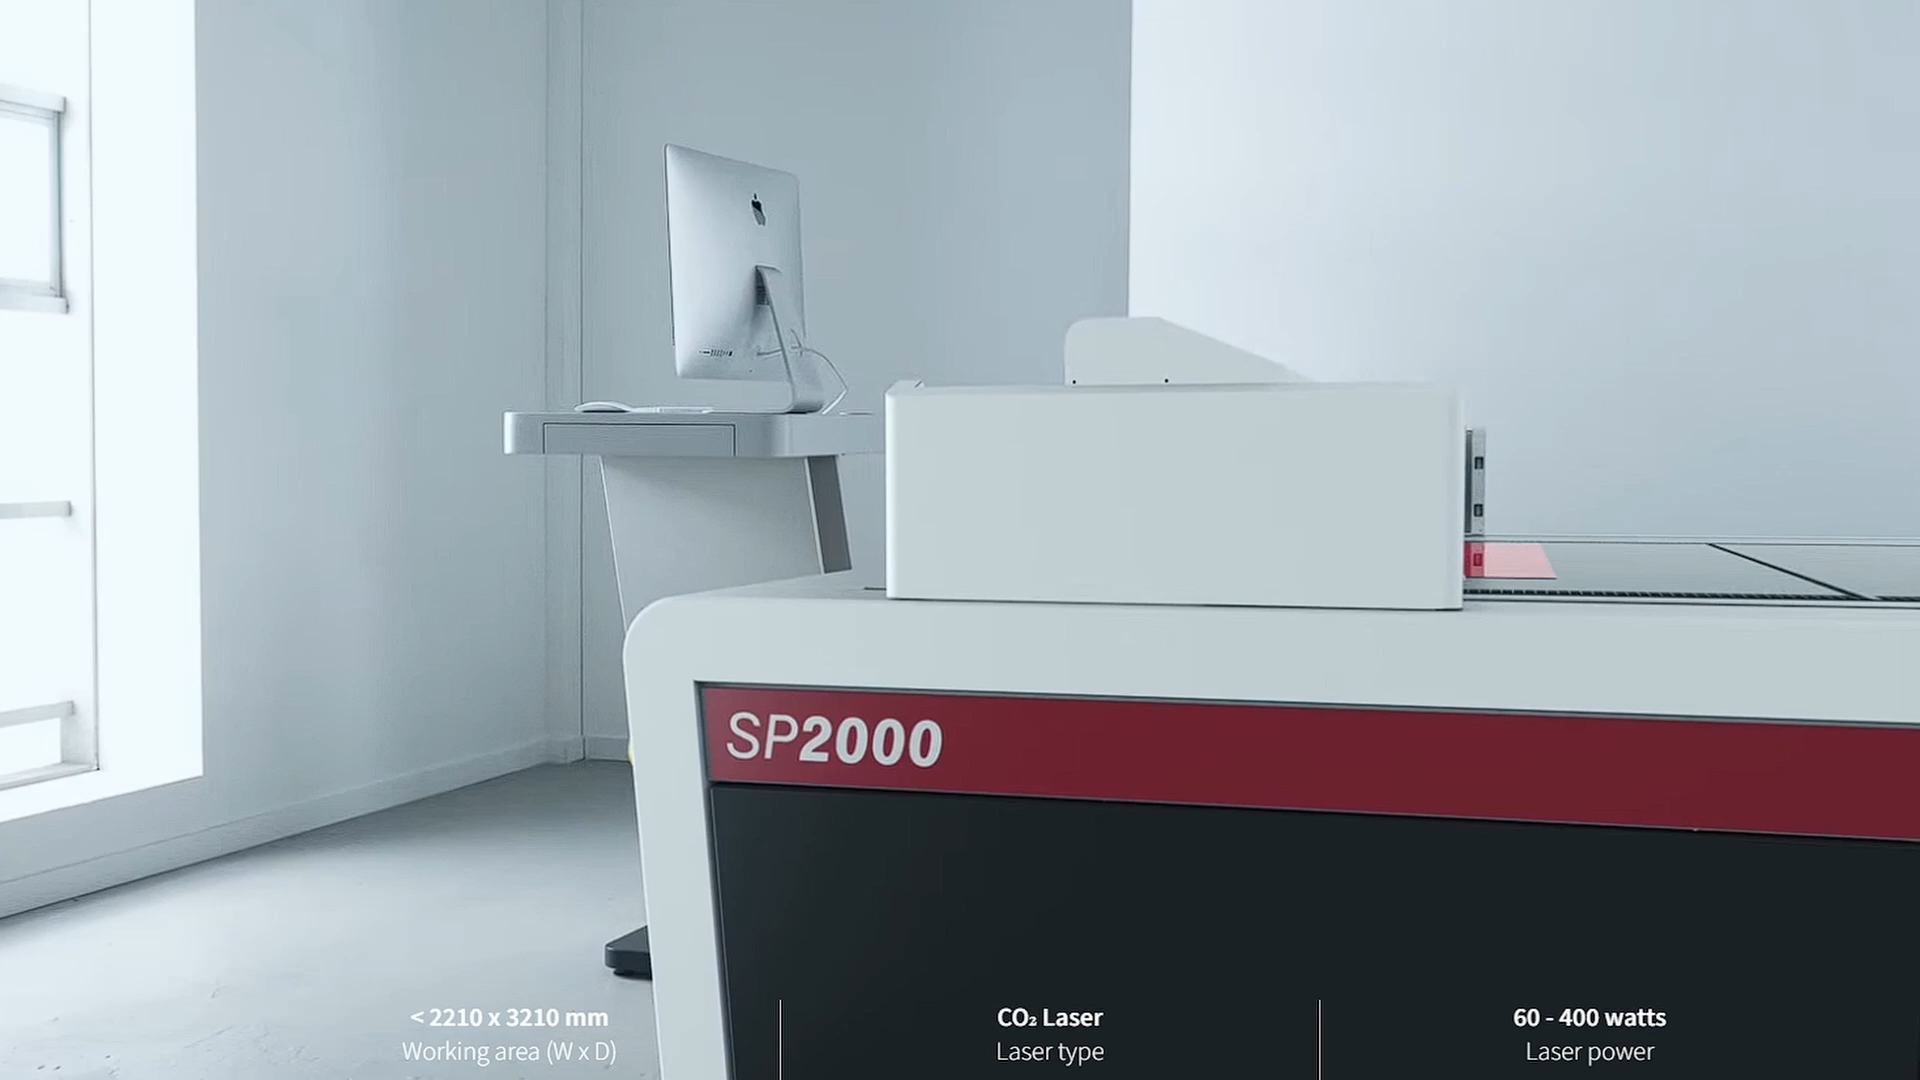 SP2000
< 2210 x 3210 mm
Working area (W x D)
CO₂ Laser
Laser type
60 - 400 watts
Laser power